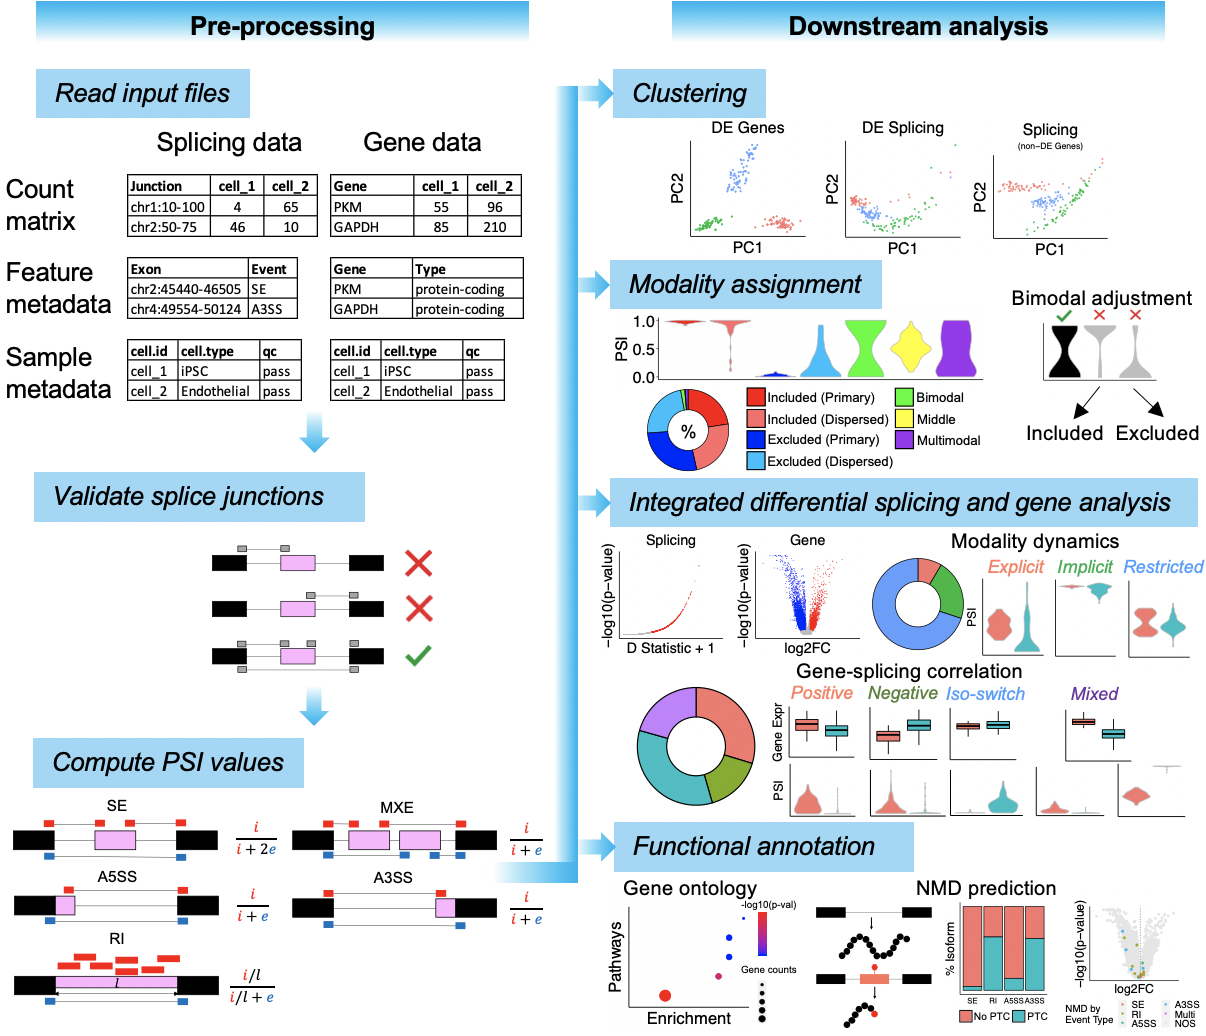 Pre-processing
Read input files
Splicing data
Gene data
Count
matrix
Junction cell_1 cell_2
chr1:10-100 4 65
chr2:50-75 46 10
Gene cell_1 cell_2
PKM 55 96
GAPDH 85 210
Feature
metadata
Exon Event
chr2:45440-46505 SE
chr4:49554-50124 A3SS
Gene Type
PKM protein-coding
GAPDH protein-coding
Sample
metadata
cell.id cell.type qc
cell_1 iPSC pass
cell_2 Endothelial pass
cell.id cell.type qc
cell_1 iPSC pass
cell_2 Endothelial pass
Validate splice junctions
Compute PSI values
SE
i
i + 2e
MXE
i
i + e
A5SS
i
i + e
A3SS
i
i + e
RI
l
i/l
i/l + e
Downstream analysis
Clustering
DE Genes
PC2
PC1
DE Splicing
PC2
PC1
Splicing
(non-DE Genes)
PC2
PC1
Modality assignment
PSI
1.0
0.5
0.0
%
Included (Primary)
Included (Dispersed)
Excluded (Primary)
Excluded (Dispersed)
Bimodal
Middle
Multimodal
Bimodal adjustment
Included Excluded
Integrated differential splicing and gene analysis
Splicing
-log10(p-value)
D Statistic + 1
Gene
-log10(p-value)
log2FC
Modality dynamics
Explicit Implicit Restricted
PSI
Gene-splicing correlation
Positive Negative Iso-switch Mixed
Gene Expr
PSI
Functional annotation
Gene ontology
Pathways
Enrichment
-log10(p-val)
Gene counts
NMD prediction
% Isoform
SE RI A5SS A3SS
No PTC PTC
-log10(p-value)
log2FC
NMD by
Event Type
SE
RI
A5SS
A3SS
Multi
NOS